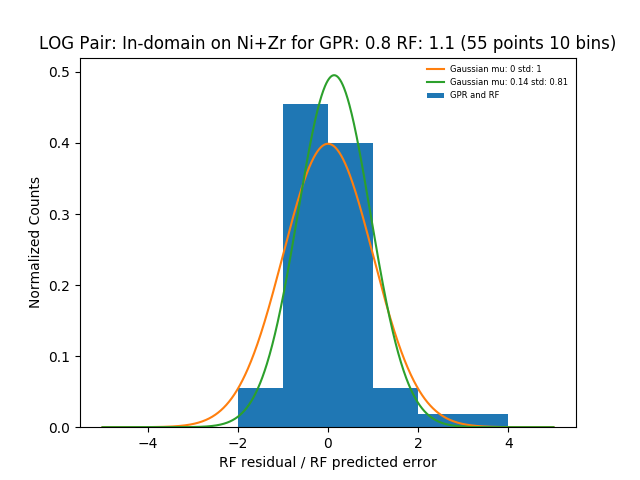 LOG Pair: In-domain on Ni+Zr for GPR: 0.8 RF: 1.1 (55 points 10 bins)
Gaussian mu: 0 std: 1
Gaussian mu: 0.14 std: 0.81
GPR and RF
Normalized Counts
0.5
0.4
0.3
0.2
0.1
0.0
−4 −2 0 2 4
RF residual / RF predicted error